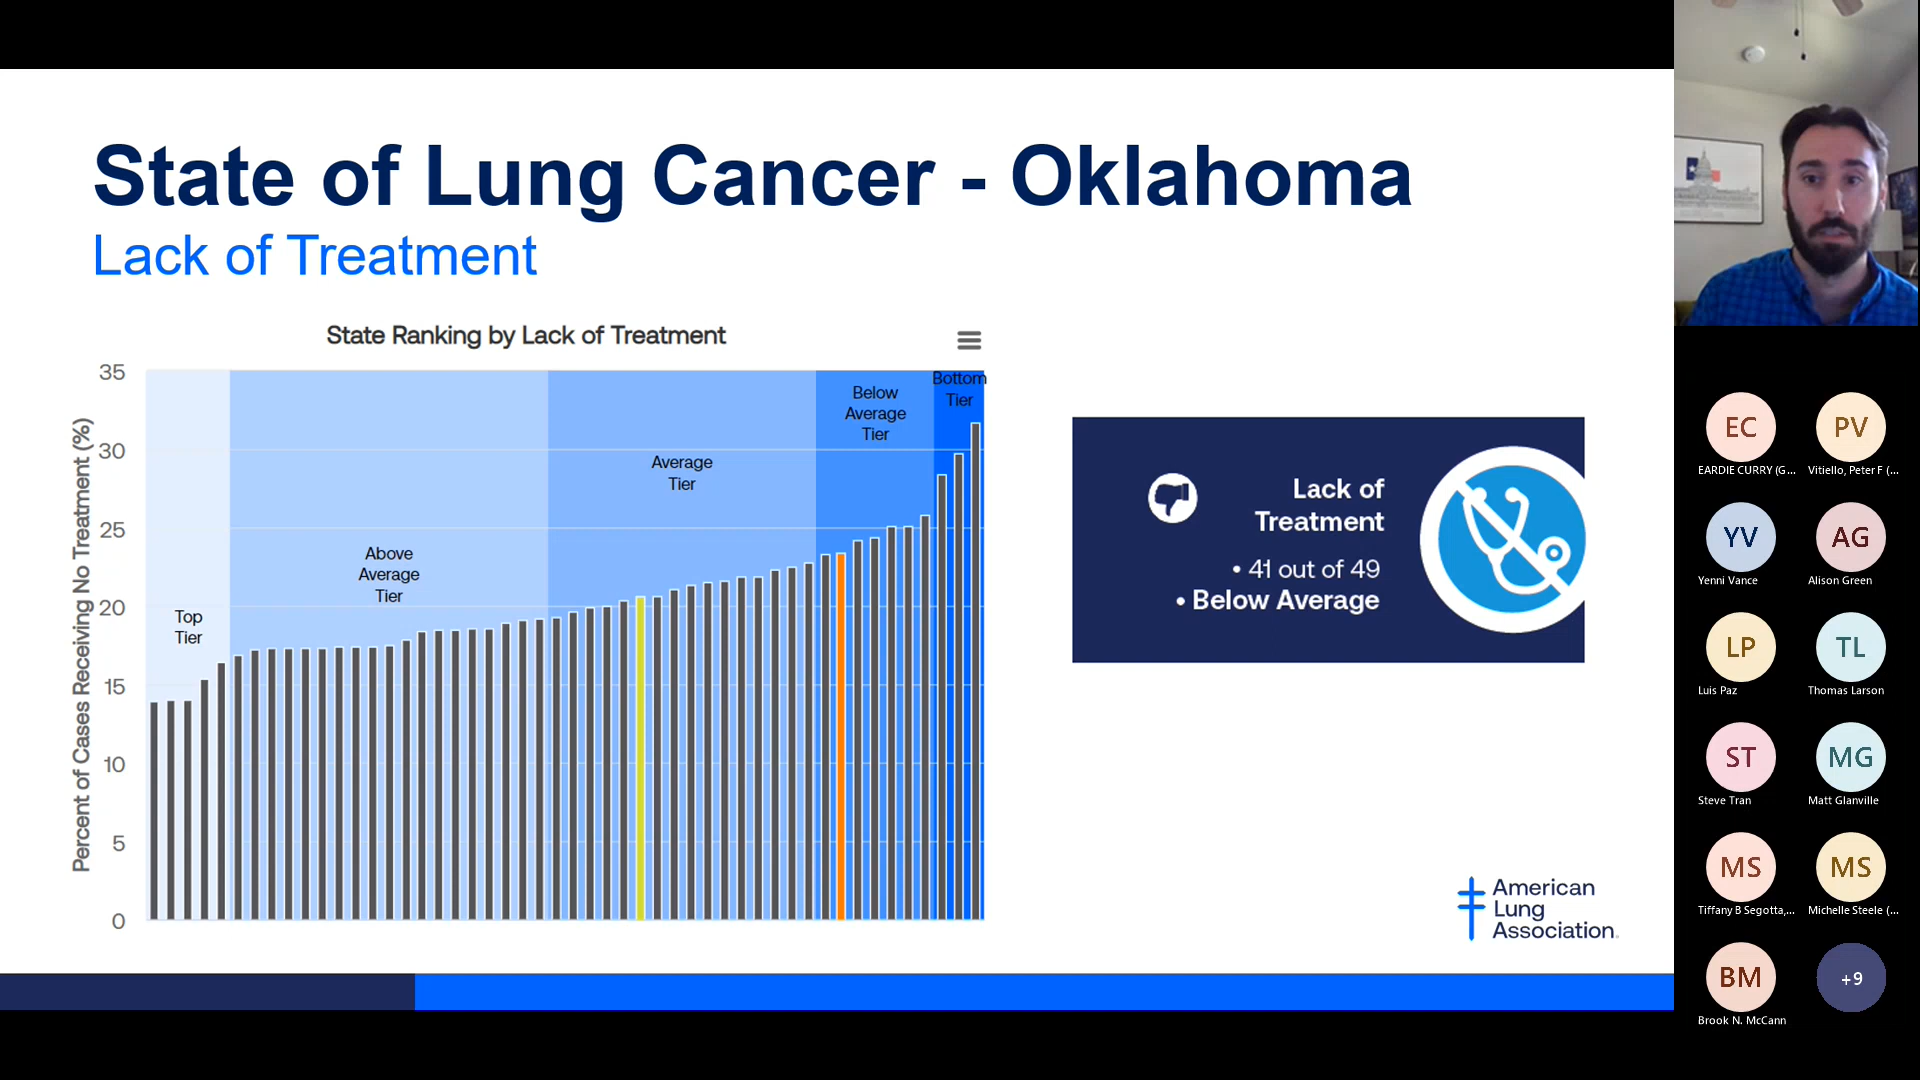 State of Lung Cancer - Oklahoma
Lack of Treatment
State Ranking by Lack of Treatment
Percent of Cases Receiving No Treatment (%)
35
30
25
20
15
10
5
0
Top
Tier
Above
Average
Tier
Average
Tier
Below
Average
Tier
Bottom
Tier
Lack of
Treatment
• 41 out of 49
• Below Average
American
Lung
Association.
EC
EARDIE CURRY (G...
PV
Vitiello, Peter F (...
YV
Yenni Vance
AG
Alison Green
LP
Luis Paz
TL
Thomas Larson
ST
Steve Tran
MG
Matt Glanville
MS
Tiffany B Segotta,...
MS
Michelle Steele (...
BM
Brook N. McCann
+9